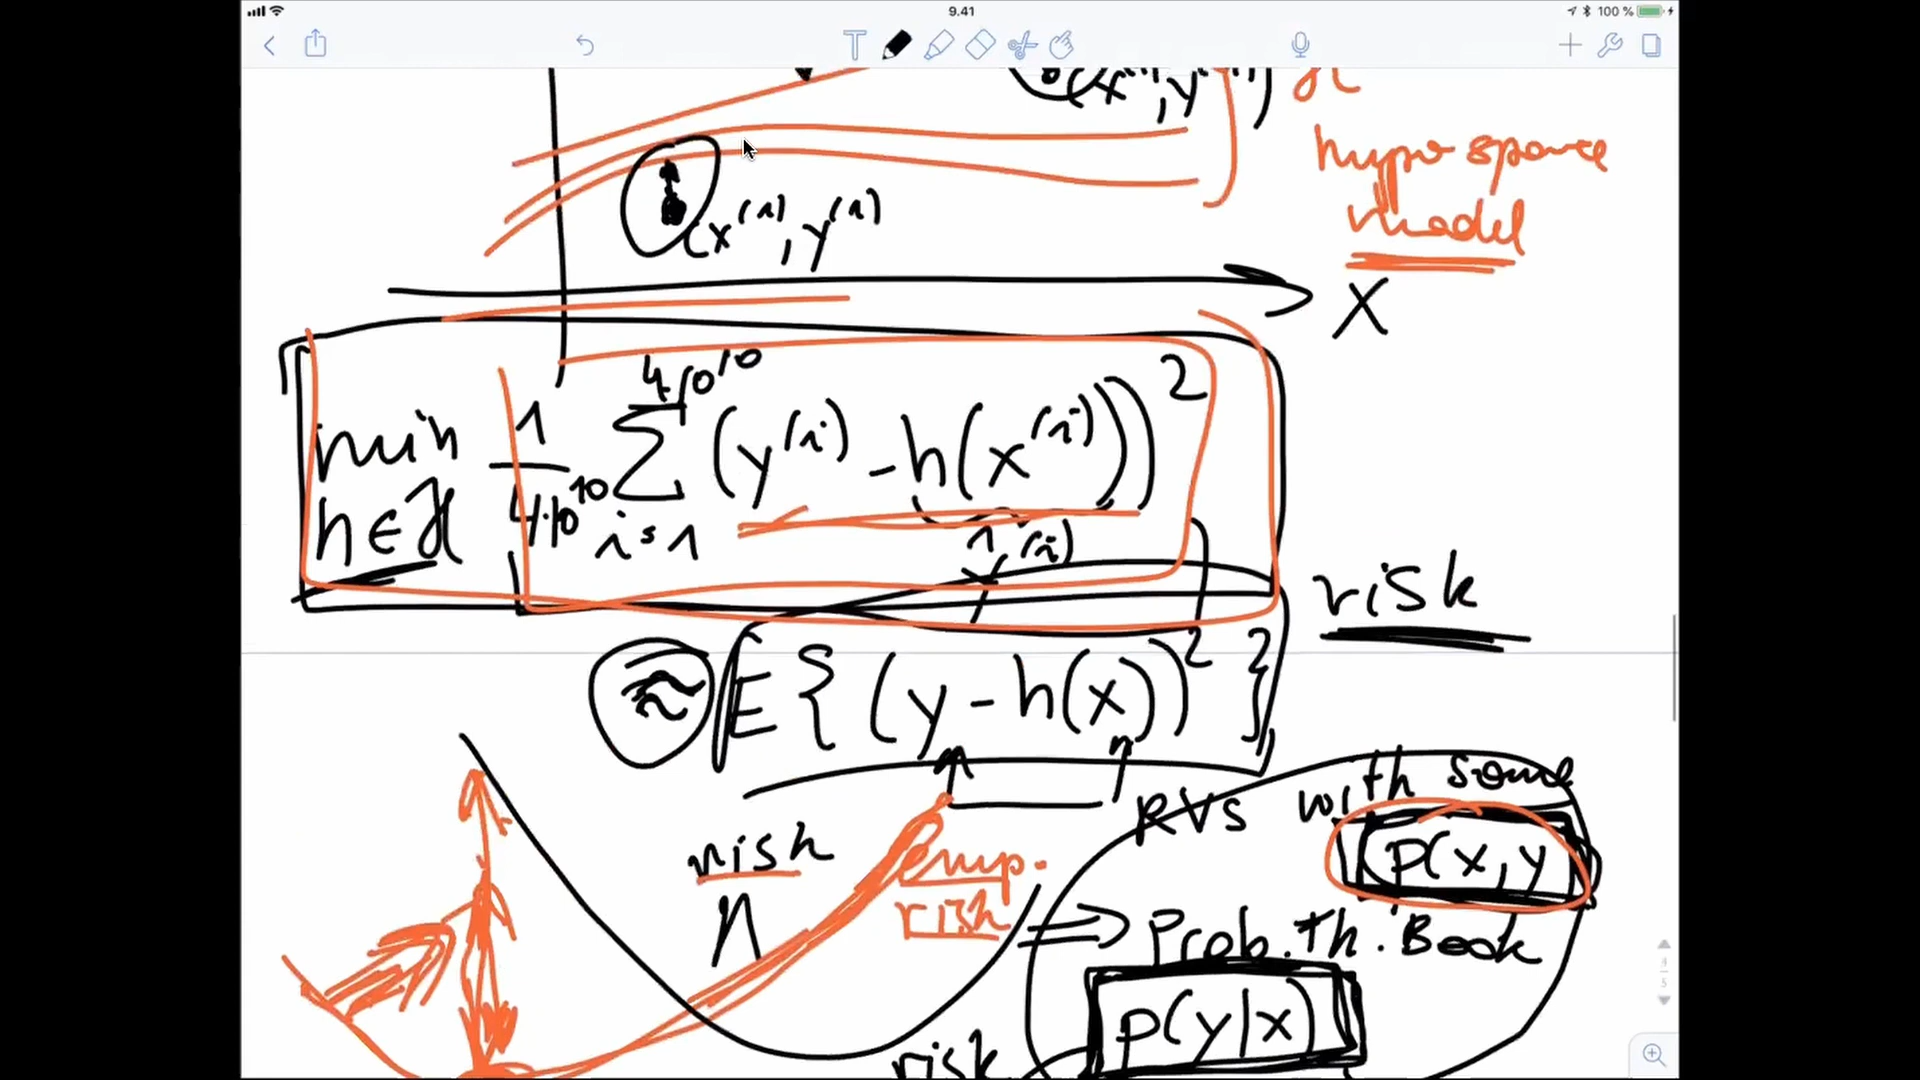 9.41
100 %
T
(x , y )
H
hypo space
model
(x^(1), y^(1))
X
min h∈H 1/4·10^10 Σ i=1 4·10^10 (y^(i) - h(x^(i)))^2
ŷ^(i)
risk
≈ E{(y - h(x))^2}
RVs with some
p(x,y
risk
emp.
risk
⇒ Prob. Th. Book
p(y|x)
risk